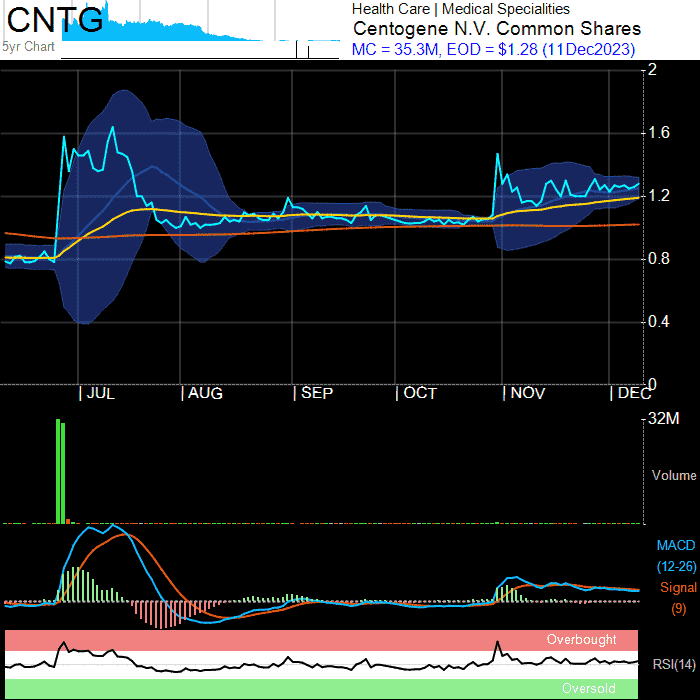 CNTG
5yr Chart
Health Care | Medical Specialities
Centogene N.V. Common Shares
MC = 35.3M, EOD = $1.28 (11Dec2023)
2
1.6
1.2
0.8
0.4
0
| JUL | AUG | SEP | OCT | NOV | DEC
32M
Volume
MACD
(12-26)
Signal
(9)
Overbought
RSI(14)
Oversold